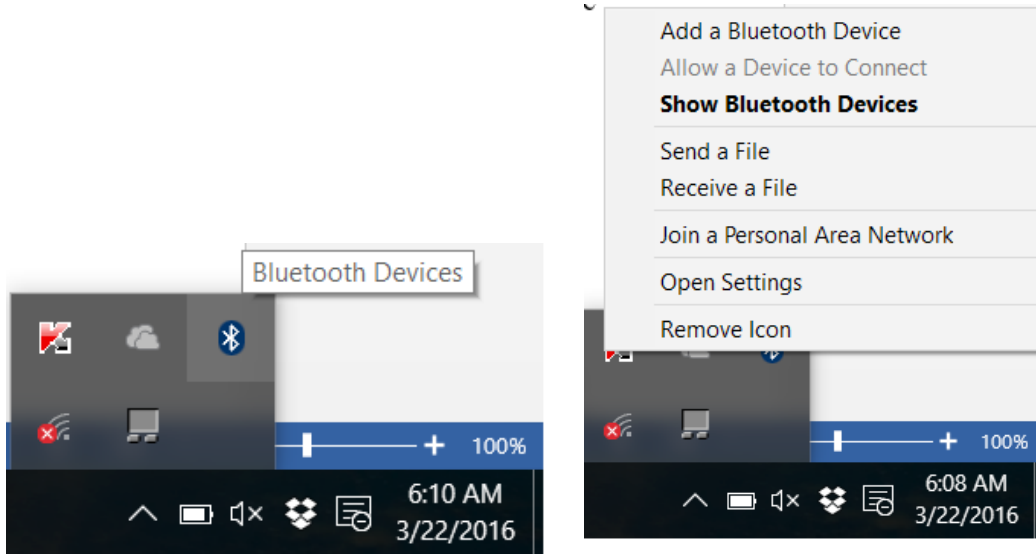 Bluetooth Devices
100%
6:10 AM
3/22/2016
Add a Bluetooth Device
Allow a Device to Connect
Show Bluetooth Devices
Send a File
Receive a File
Join a Personal Area Network
Open Settings
Remove Icon
100%
6:08 AM
3/22/2016